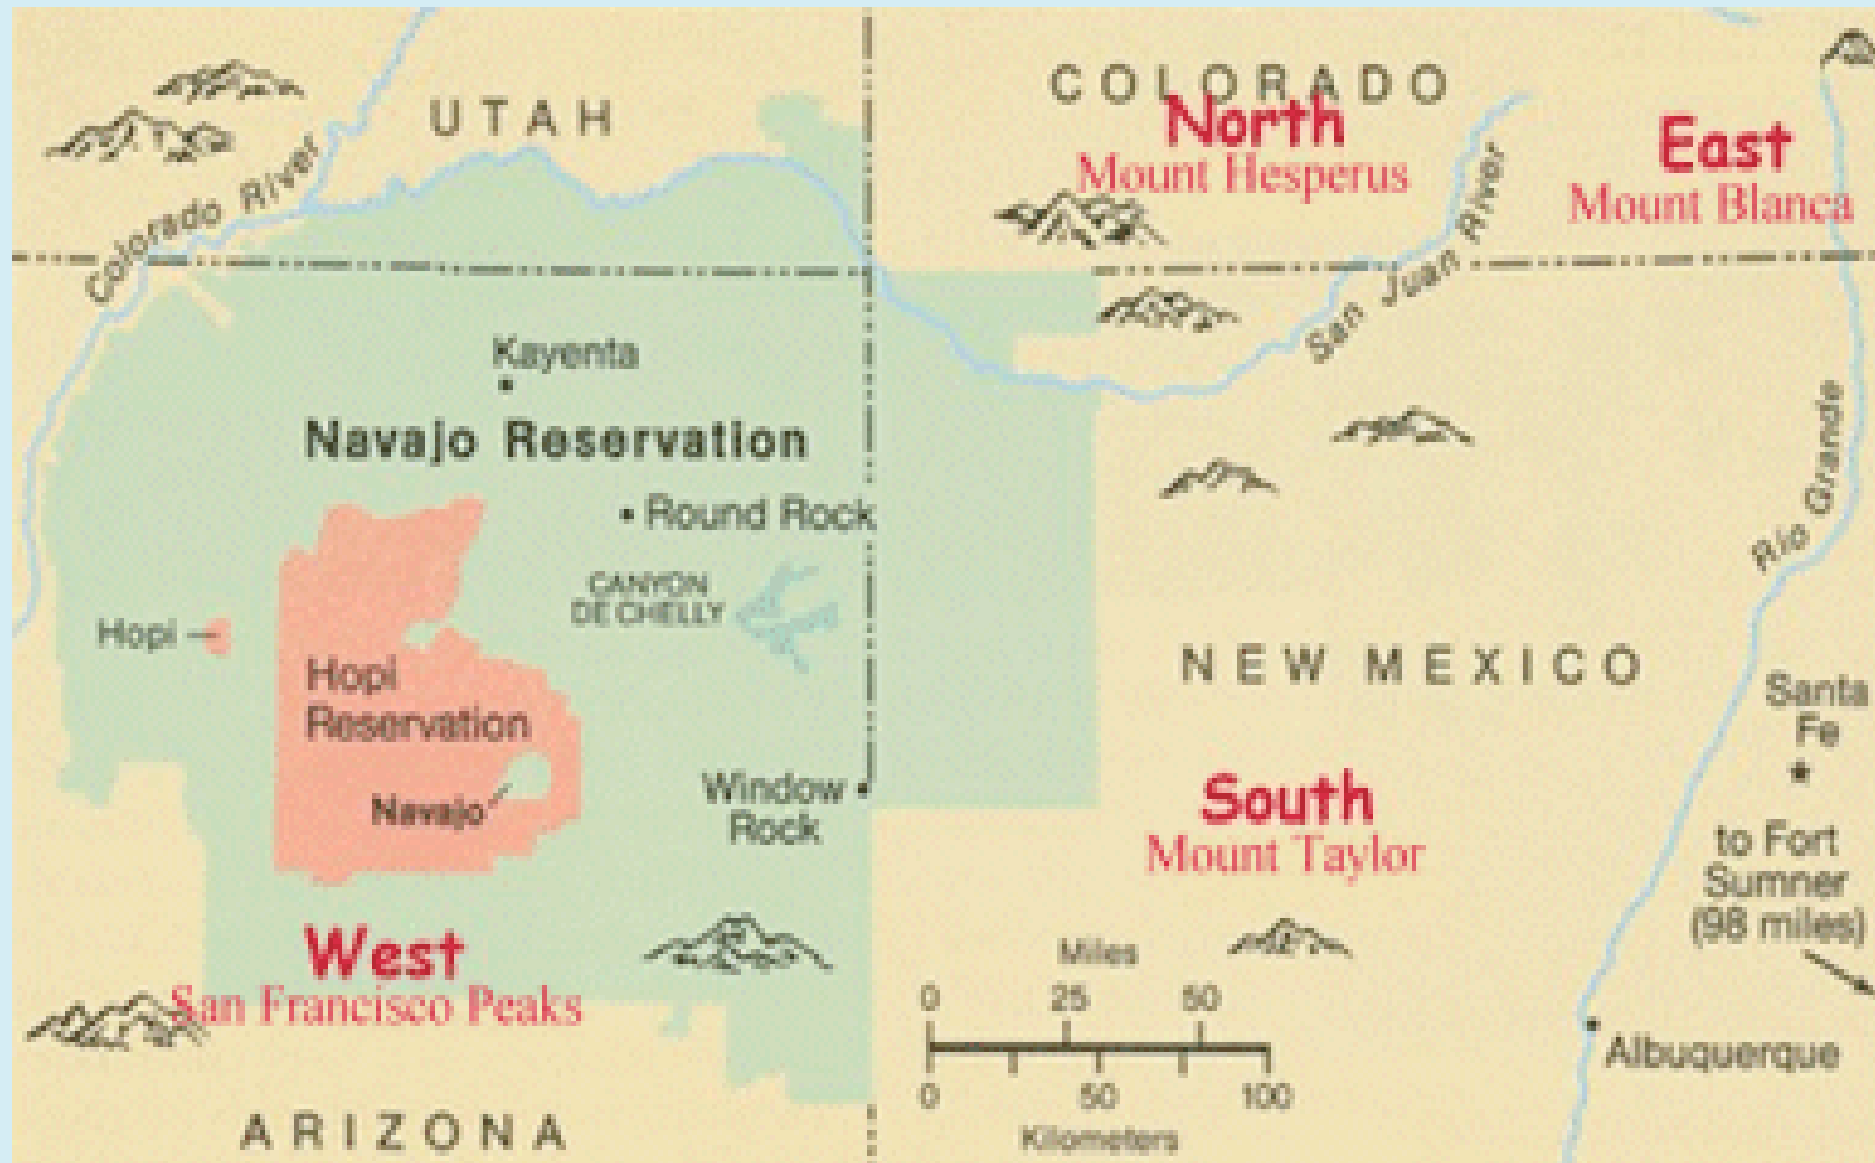 COLORADO
North
Mount Hesperus
East
Mount Blanca
UTAH
Colorado River
San Juan River
Kayenta
Navajo Reservation
Round Rock
CANYON
DE CHELLY
Rio Grande
Hopi
Hopi
Reservation
Navajo
NEW MEXICO
Santa
Fe
Window
Rock
South
Mount Taylor
to Fort
Sumner
(98 miles)
West
San Francisco Peaks
Miles
0 25 50
0 50 100
Kilometers
Albuquerque
ARIZONA